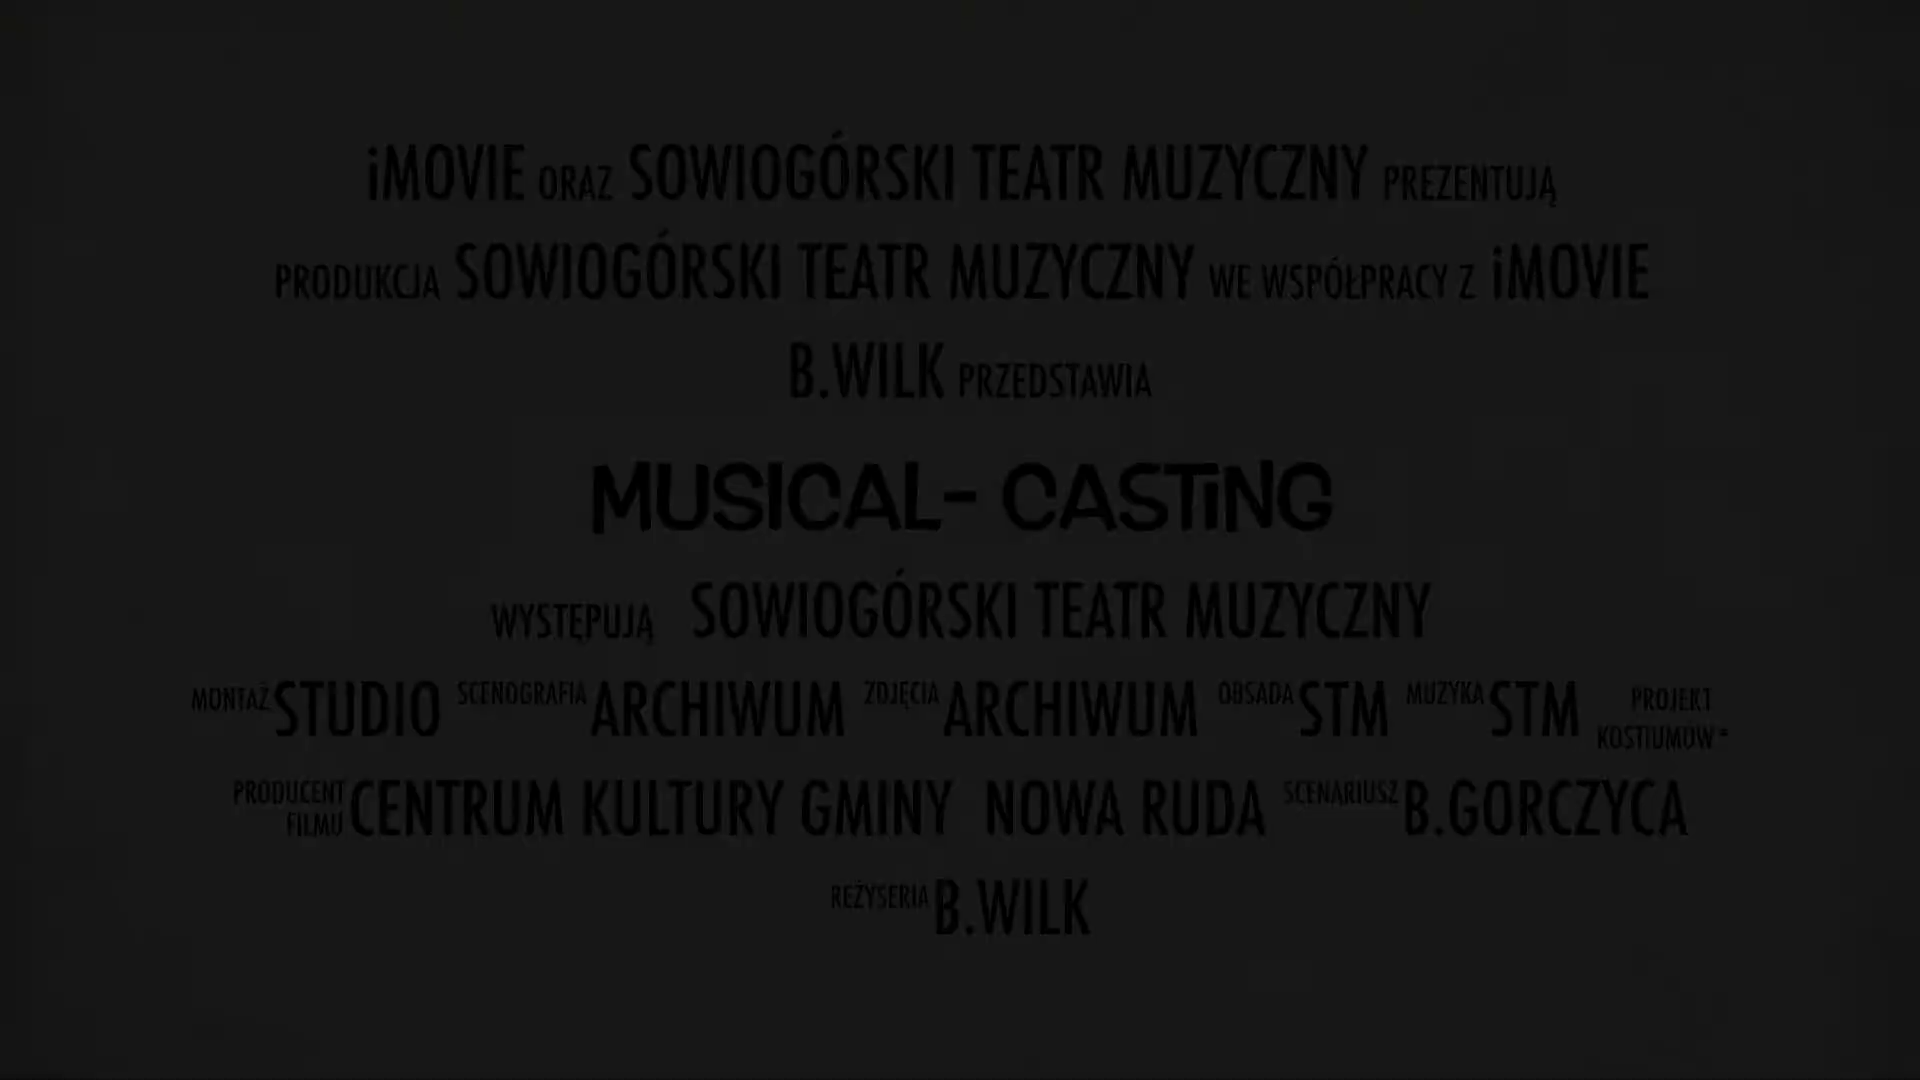 iMOVIE ORAZ SOWIOGÓRSKI TEATR MUZYCZNY PREZENTUJĄ
PRODUKCJA SOWIOGÓRSKI TEATR MUZYCZNY WE WSPÓŁPRACY Z iMOVIE
B.WILK PRZEDSTAWIA
MUSICAL- CASTiNG
WYSTĘPUJĄ SOWIOGÓRSKI TEATR MUZYCZNY
MONTAŻ STUDIO SCENOGRAFIA ARCHIWUM ZDJĘCIA ARCHIWUM OBSADA STM MUZYKA STM PROJEKT KOSTIUMÓW -
PRODUCENT FILMU CENTRUM KULTURY GMINY NOWA RUDA SCENARIUSZ B.GORCZYCA
REŻYSERIA B.WILK